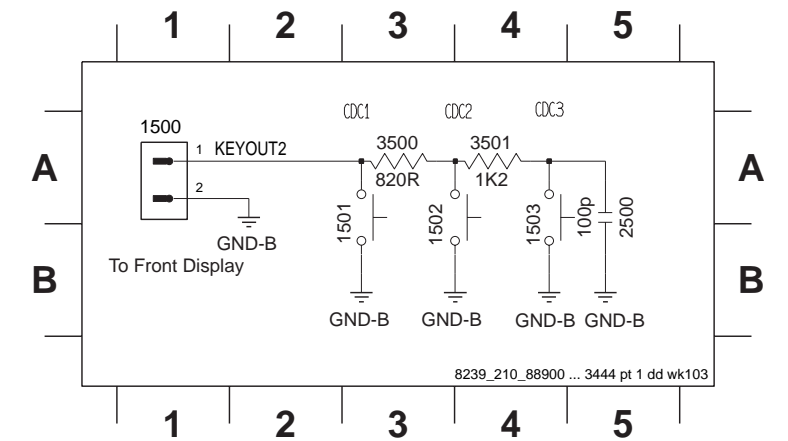 1 2 3 4 5
CDC1 CDC2 CDC3
1500 3500 3501
1 KEYOUT2
A A
820R 1K2
2
1501 1502 1503 100p 2500
GND-B
To Front Display
B B
GND-B GND-B GND-B GND-B
8239_210_88900 ... 3444 pt 1 dd wk103
1 2 3 4 5